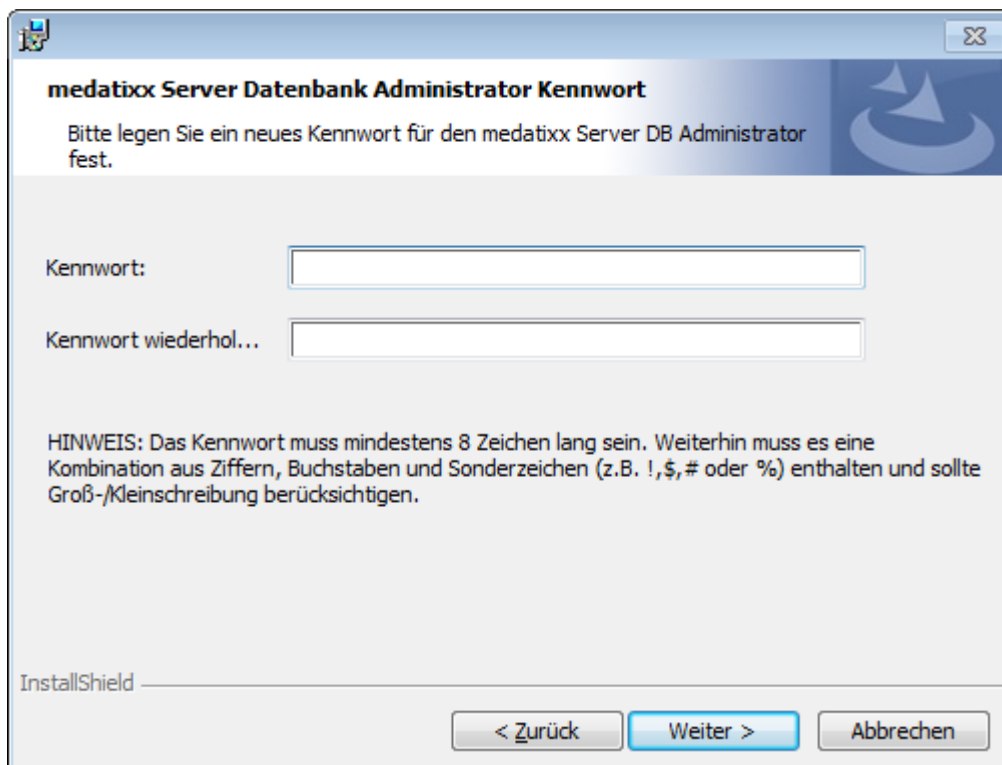 medatixx Server Datenbank Administrator Kennwort
Bitte legen Sie ein neues Kennwort für den medatixx Server DB Administrator
fest.
Kennwort:
Kennwort wiederhol...
HINWEIS: Das Kennwort muss mindestens 8 Zeichen lang sein. Weiterhin muss es eine
Kombination aus Ziffern, Buchstaben und Sonderzeichen (z.B. !,$,# oder %) enthalten und sollte
Groß-/Kleinschreibung berücksichtigen.
InstallShield
< Zurück
Weiter >
Abbrechen